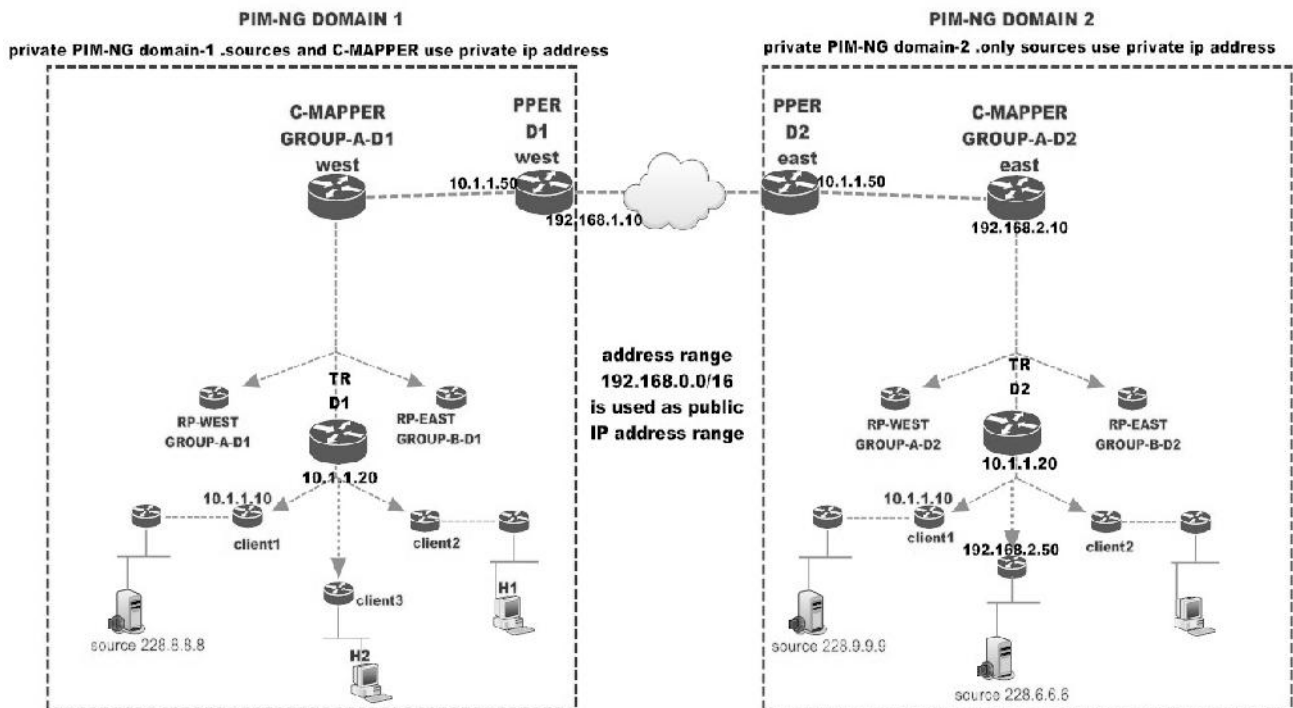 PIM-NG DOMAIN 1
private PIM-NG domain-1 .sources and C-MAPPER use private ip address
C-MAPPER
GROUP-A-D1
west
PPER
D1
west
10.1.1.50
192.168.1.10
TR
D1
RP-WEST
GROUP-A-D1
RP-EAST
GROUP-B-D1
10.1.1.20
10.1.1.10
client1
client2
client3
H1
H2
source 228.8.8.8
address range
192.168.0.0/16
is used as public
IP address range
PIM-NG DOMAIN 2
private PIM-NG domain-2 .only sources use private ip address
PPER
D2
east
10.1.1.50
C-MAPPER
GROUP-A-D2
east
192.168.2.10
TR
D2
RP-WEST
GROUP-A-D2
RP-EAST
GROUP-B-D2
10.1.1.20
10.1.1.10
client1
192.168.2.50
client2
source 228.9.9.9
source 228.6.6.6